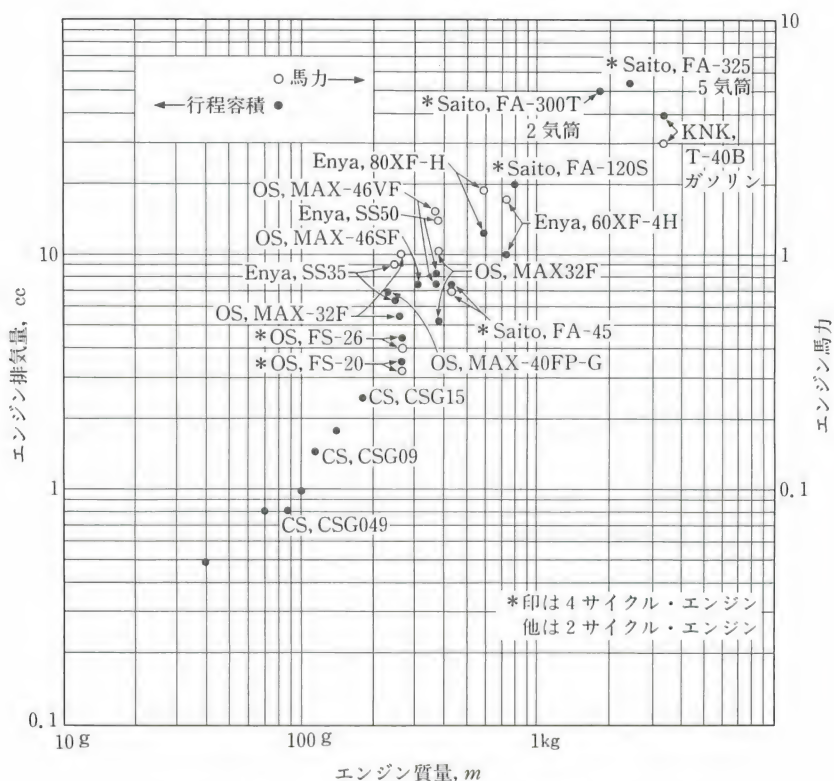 10
10
1
0.1
1
0.1
10 g
100 g
1kg
エンジン排気量, cc
エンジン馬力
エンジン質量, m
馬力
行程容積
*Saito, FA-325
5 気筒
*Saito, FA-300T
2 気筒
KNK,
T-40B
ガソリン
Enya, 80XF-H
*Saito, FA-120S
OS, MAX-46VF
Enya, SS50
Enya, 60XF-4H
OS, MAX-46SF
OS, MAX32F
Enya, SS35
OS, MAX-32F
*Saito, FA-45
*OS, FS-26
OS, MAX-40FP-G
*OS, FS-20
CS, CSG15
CS, CSG09
CS, CSG049
*印は 4 サイクル・エンジン
他は 2 サイクル・エンジン